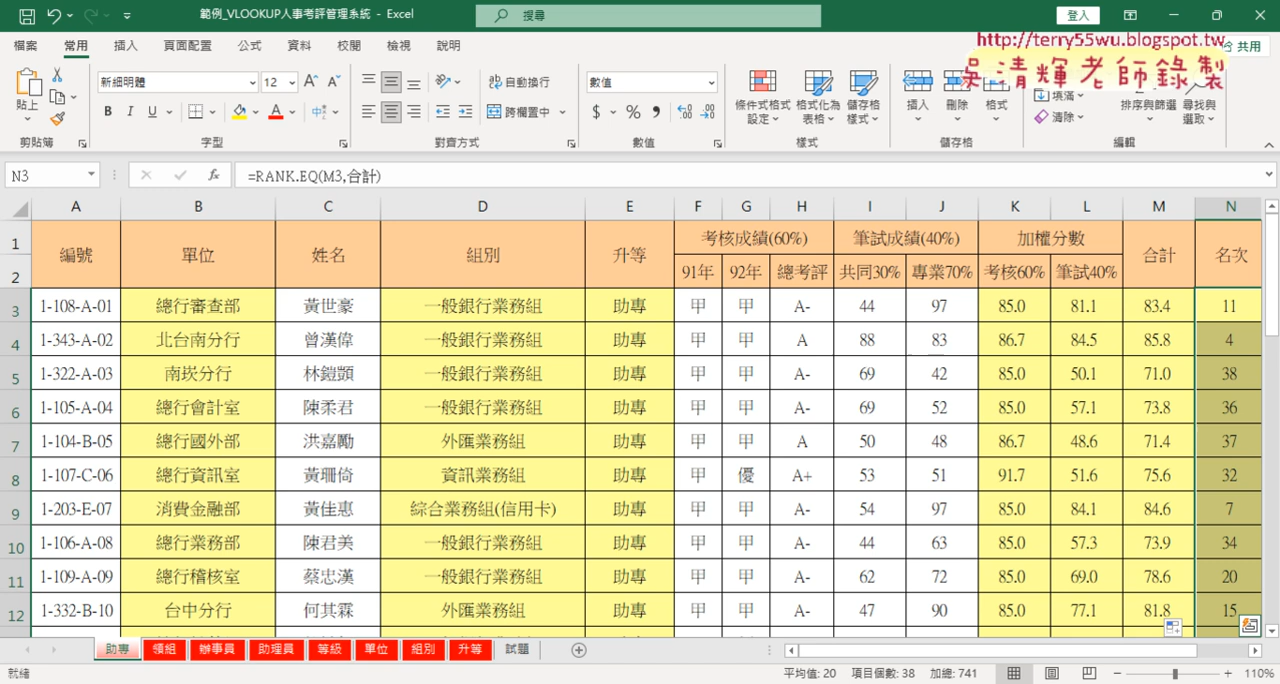 範例_VLOOKUP人事考評管理系統 - Excel
搜尋
登入
檔案 常用 插入 頁面配置 公式 資料 校閱 檢視 說明
共用
http://terry55wu.blogspot.tw
吳清輝老師錄製
貼上
新細明體 12
B I U
自動換行
跨欄置中
數值
$ % 9
條件式格式設定
格式化為表格
儲存格樣式
插入 刪除 格式
填滿
清除
排序與篩選
尋找與選取
剪貼簿 字型 對齊方式 數值 樣式 儲存格 編輯
N3
fx
=RANK.EQ(M3,合計)
A B C D E F G H I J K L M N
1 編號 單位 姓名 組別 升等 考核成績(60%) 筆試成績(40%) 加權分數 合計 名次
2 91年 92年 總考評 共同30% 專業70% 考核60% 筆試40%
3 1-108-A-01 總行審查部 黃世豪 一般銀行業務組 助專 甲 甲 A- 44 97 85.0 81.1 83.4 11
4 1-343-A-02 北台南分行 曾漢偉 一般銀行業務組 助專 甲 甲 A 88 83 86.7 84.5 85.8 4
5 1-322-A-03 南崁分行 林鎧顗 一般銀行業務組 助專 甲 甲 A- 69 42 85.0 50.1 71.0 38
6 1-105-A-04 總行會計室 陳柔君 一般銀行業務組 助專 甲 甲 A- 69 52 85.0 57.1 73.8 36
7 1-104-B-05 總行國外部 洪嘉勵 外匯業務組 助專 甲 甲 A 50 48 86.7 48.6 71.4 37
8 1-107-C-06 總行資訊室 黃珊倚 資訊業務組 助專 甲 優 A+ 53 51 91.7 51.6 75.6 32
9 1-203-E-07 消費金融部 黃佳惠 綜合業務組(信用卡) 助專 甲 甲 A- 54 97 85.0 84.1 84.6 7
10 1-106-A-08 總行業務部 陳君美 一般銀行業務組 助專 甲 甲 A- 44 63 85.0 57.3 73.9 34
11 1-109-A-09 總行稽核室 蔡忠漢 一般銀行業務組 助專 甲 甲 A- 62 72 85.0 69.0 78.6 20
12 1-332-B-10 台中分行 何其霖 外匯業務組 助專 甲 甲 A- 47 90 85.0 77.1 81.8 15
助專 領組 辦事員 助理員 等級 單位 組別 升等 試題
就緒 平均值: 20 項目個數: 38 加總: 741 110%